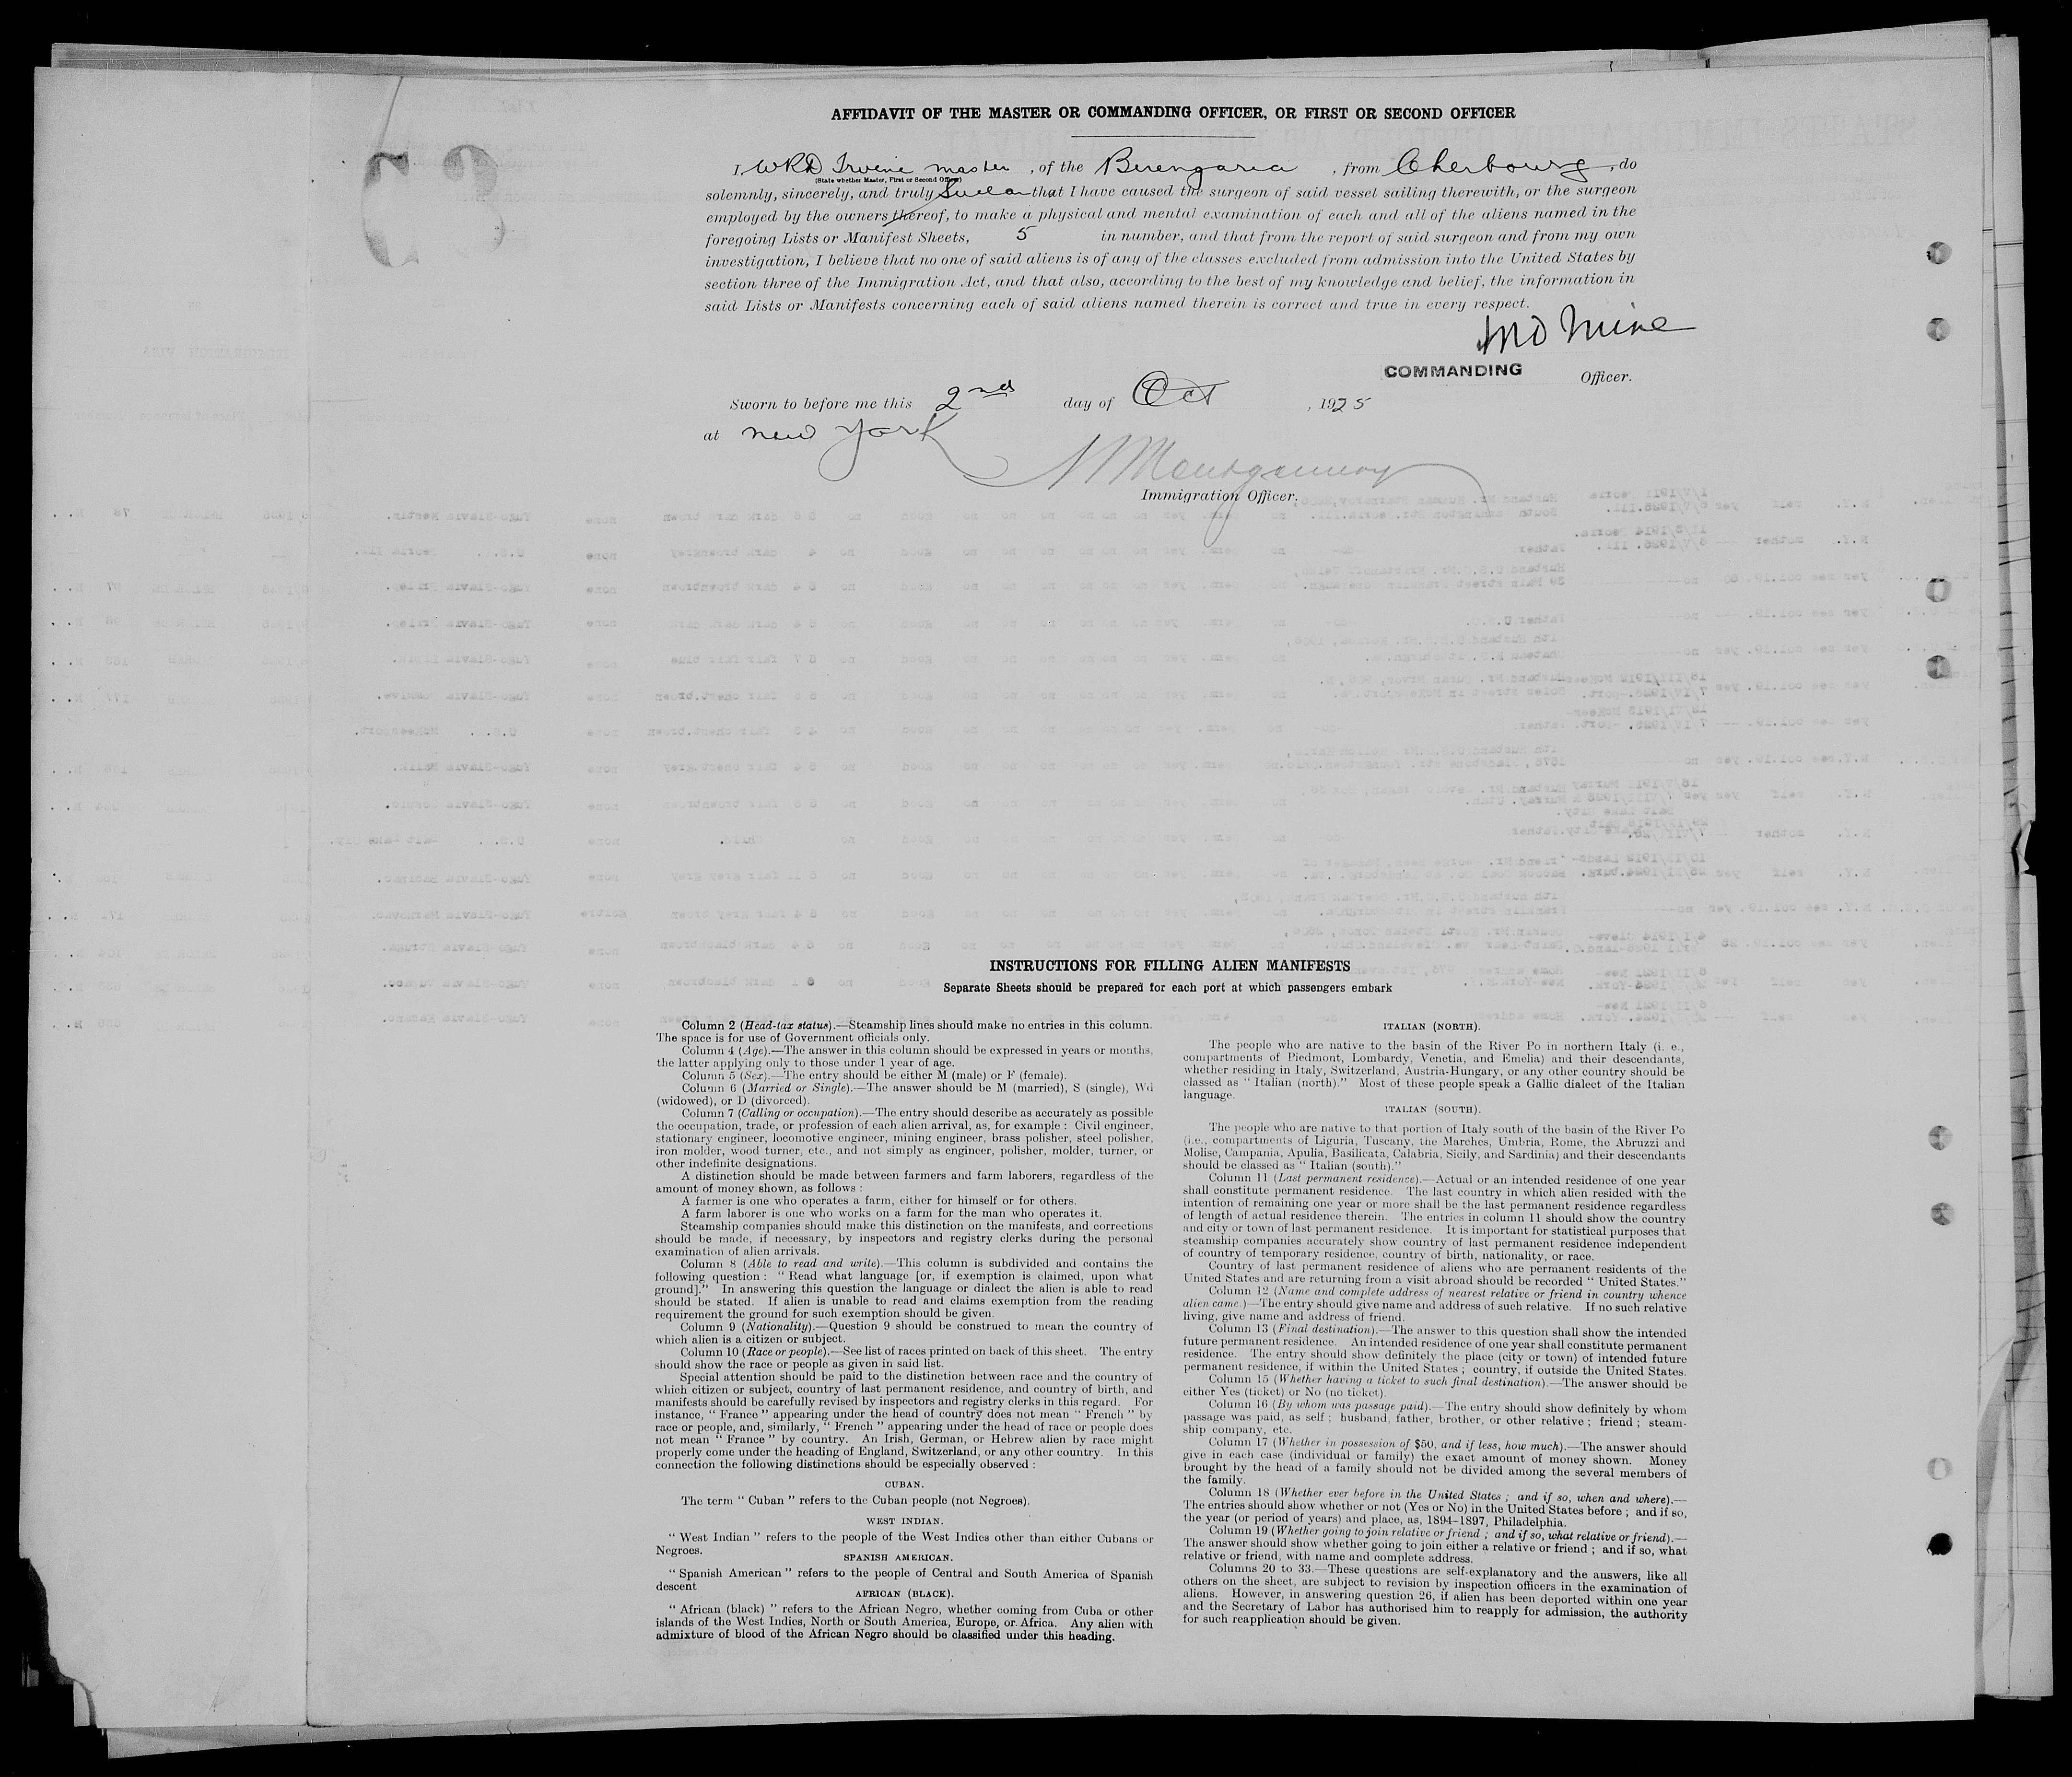 AFFIDAVIT OF THE MASTER OR COMMANDING OFFICER, OR FIRST OR SECOND OFFICER
I, W R D Irvine master, of the Berengaria, from Cherbourg, do
(State whether Master, First or Second Officer)
solemnly, sincerely, and truly that I have caused the surgeon of said vessel sailing therewith, or the surgeon
employed by the owners thereof, to make a physical and mental examination of each and all of the aliens named in the
foregoing Lists or Manifest Sheets, 5 in number, and that from the report of said surgeon and from my own
investigation, I believe that no one of said aliens is of any of the classes excluded from admission into the United States by
section three of the Immigration Act, and that also, according to the best of my knowledge and belief, the information in
said Lists or Manifests concerning each of said aliens named therein is correct and true in every respect.
COMMANDING Officer.
Sworn to before me this 2nd day of Oct, 1925
at new York
Montgomery
Immigration Officer.
INSTRUCTIONS FOR FILLING ALIEN MANIFESTS
Separate Sheets should be prepared for each port at which passengers embark
Column 2 (Head-tax status).—Steamship lines should make no entries in this column.
The space is for use of Government officials only.
Column 4 (Age).—The answer in this column should be expressed in years or months,
the latter applying only to those under 1 year of age.
Column 5 (Sex).—The entry should be either M (male) or F (female).
Column 6 (Married or Single).—The answer should be M (married), S (single), Wd
(widowed), or D (divorced).
Column 7 (Calling or occupation).—The entry should describe as accurately as possible
the occupation, trade, or profession of each alien arrival, as, for example : Civil engineer,
stationary engineer, locomotive engineer, mining engineer, brass polisher, steel polisher,
iron molder, wood turner, etc., and not simply as engineer, polisher, molder, turner, or
other indefinite designations.
A distinction should be made between farmers and farm laborers, regardless of the
amount of money shown, as follows :
A farmer is one who operates a farm, either for himself or for others.
A farm laborer is one who works on a farm for the man who operates it.
Steamship companies should make this distinction on the manifests, and corrections
should be made, if necessary, by inspectors and registry clerks during the personal
examination of alien arrivals.
Column 8 (Able to read and write).—This column is subdivided and contains the
following question : " Read what language [or, if exemption is claimed, upon what
ground]." In answering this question the language or dialect the alien is able to read
should be stated. If alien is unable to read and claims exemption from the reading
requirement the ground for such exemption should be given.
Column 9 (Nationality).—Question 9 should be construed to mean the country of
which alien is a citizen or subject.
Column 10 (Race or people).—See list of races printed on back of this sheet. The entry
should show the race or people as given in said list.
Special attention should be paid to the distinction between race and the country of
which citizen or subject, country of last permanent residence, and country of birth, and
manifests should be carefully revised by inspectors and registry clerks in this regard. For
instance, " France " appearing under the head of country does not mean " French " by
race or people, and, similarly, " French " appearing under the head of race or people does
not mean " France " by country. An Irish, German, or Hebrew alien by race might
properly come under the heading of England, Switzerland, or any other country. In this
connection the following distinctions should be especially observed :
CUBAN.
The term " Cuban " refers to the Cuban people (not Negroes).
WEST INDIAN.
" West Indian " refers to the people of the West Indies other than either Cubans or
Negroes.
SPANISH AMERICAN.
" Spanish American " refers to the people of Central and South America of Spanish
descent
AFRICAN (BLACK).
" African (black) " refers to the African Negro, whether coming from Cuba or other
islands of the West Indies, North or South America, Europe, or Africa. Any alien with
admixture of blood of the African Negro should be classified under this heading.
ITALIAN (NORTH).
The people who are native to the basin of the River Po in northern Italy (i. e.,
compartments of Piedmont, Lombardy, Venetia, and Emelia) and their descendants,
whether residing in Italy, Switzerland, Austria-Hungary, or any other country should be
classed as " Italian (north)." Most of these people speak a Gallic dialect of the Italian
language.
ITALIAN (SOUTH).
The people who are native to that portion of Italy south of the basin of the River Po
(i.e., compartments of Liguria, Tuscany, the Marches, Umbria, Rome, the Abruzzi and
Molise, Campania, Apulia, Basilicata, Calabria, Sicily, and Sardinia) and their descendants
should be classed as " Italian (south)."
Column 11 (Last permanent residence).—Actual or an intended residence of one year
shall constitute permanent residence. The last country in which alien resided with the
intention of remaining one year or more shall be the last permanent residence regardless
of length of actual residence therein. The entries in column 11 should show the country
and city or town of last permanent residence. It is important for statistical purposes that
steamship companies accurately show country of last permanent residence independent
of country of temporary residence, country of birth, nationality, or race.
Country of last permanent residence of aliens who are permanent residents of the
United States and are returning from a visit abroad should be recorded " United States."
Column 12 (Name and complete address of nearest relative or friend in country whence
alien came.)—The entry should give name and address of such relative. If no such relative
living, give name and address of friend.
Column 13 (Final destination).—The answer to this question shall show the intended
future permanent residence. An intended residence of one year shall constitute permanent
residence. The entry should show definitely the place (city or town) of intended future
permanent residence, if within the United States ; country, if outside the United States.
Column 15 (Whether having a ticket to such final destination).—The answer should be
either Yes (ticket) or No (no ticket).
Column 16 (By whom was passage paid).—The entry should show definitely by whom
passage was paid, as self ; husband, father, brother, or other relative ; friend ; steam-
ship company, etc.
Column 17 (Whether in possession of $50, and if less, how much).—The answer should
give in each case (individual or family) the exact amount of money shown. Money
brought by the head of a family should not be divided among the several members of
the family.
Column 18 (Whether ever before in the United States ; and if so, when and where).—
The entries should show whether or not (Yes or No) in the United States before ; and if so,
the year (or period of years) and place, as, 1894-1897, Philadelphia.
Column 19 (Whether going to join relative or friend ; and if so, what relative or friend).—
The answer should show whether going to join either a relative or friend ; and if so, what
relative or friend, with name and complete address.
Columns 20 to 33.—These questions are self-explanatory and the answers, like all
others on the sheet, are subject to revision by inspection officers in the examination of
aliens. However, in answering question 26, if alien has been deported within one year
and the Secretary of Labor has authorised him to reapply for admission, the authority
for such reapplication should be given.